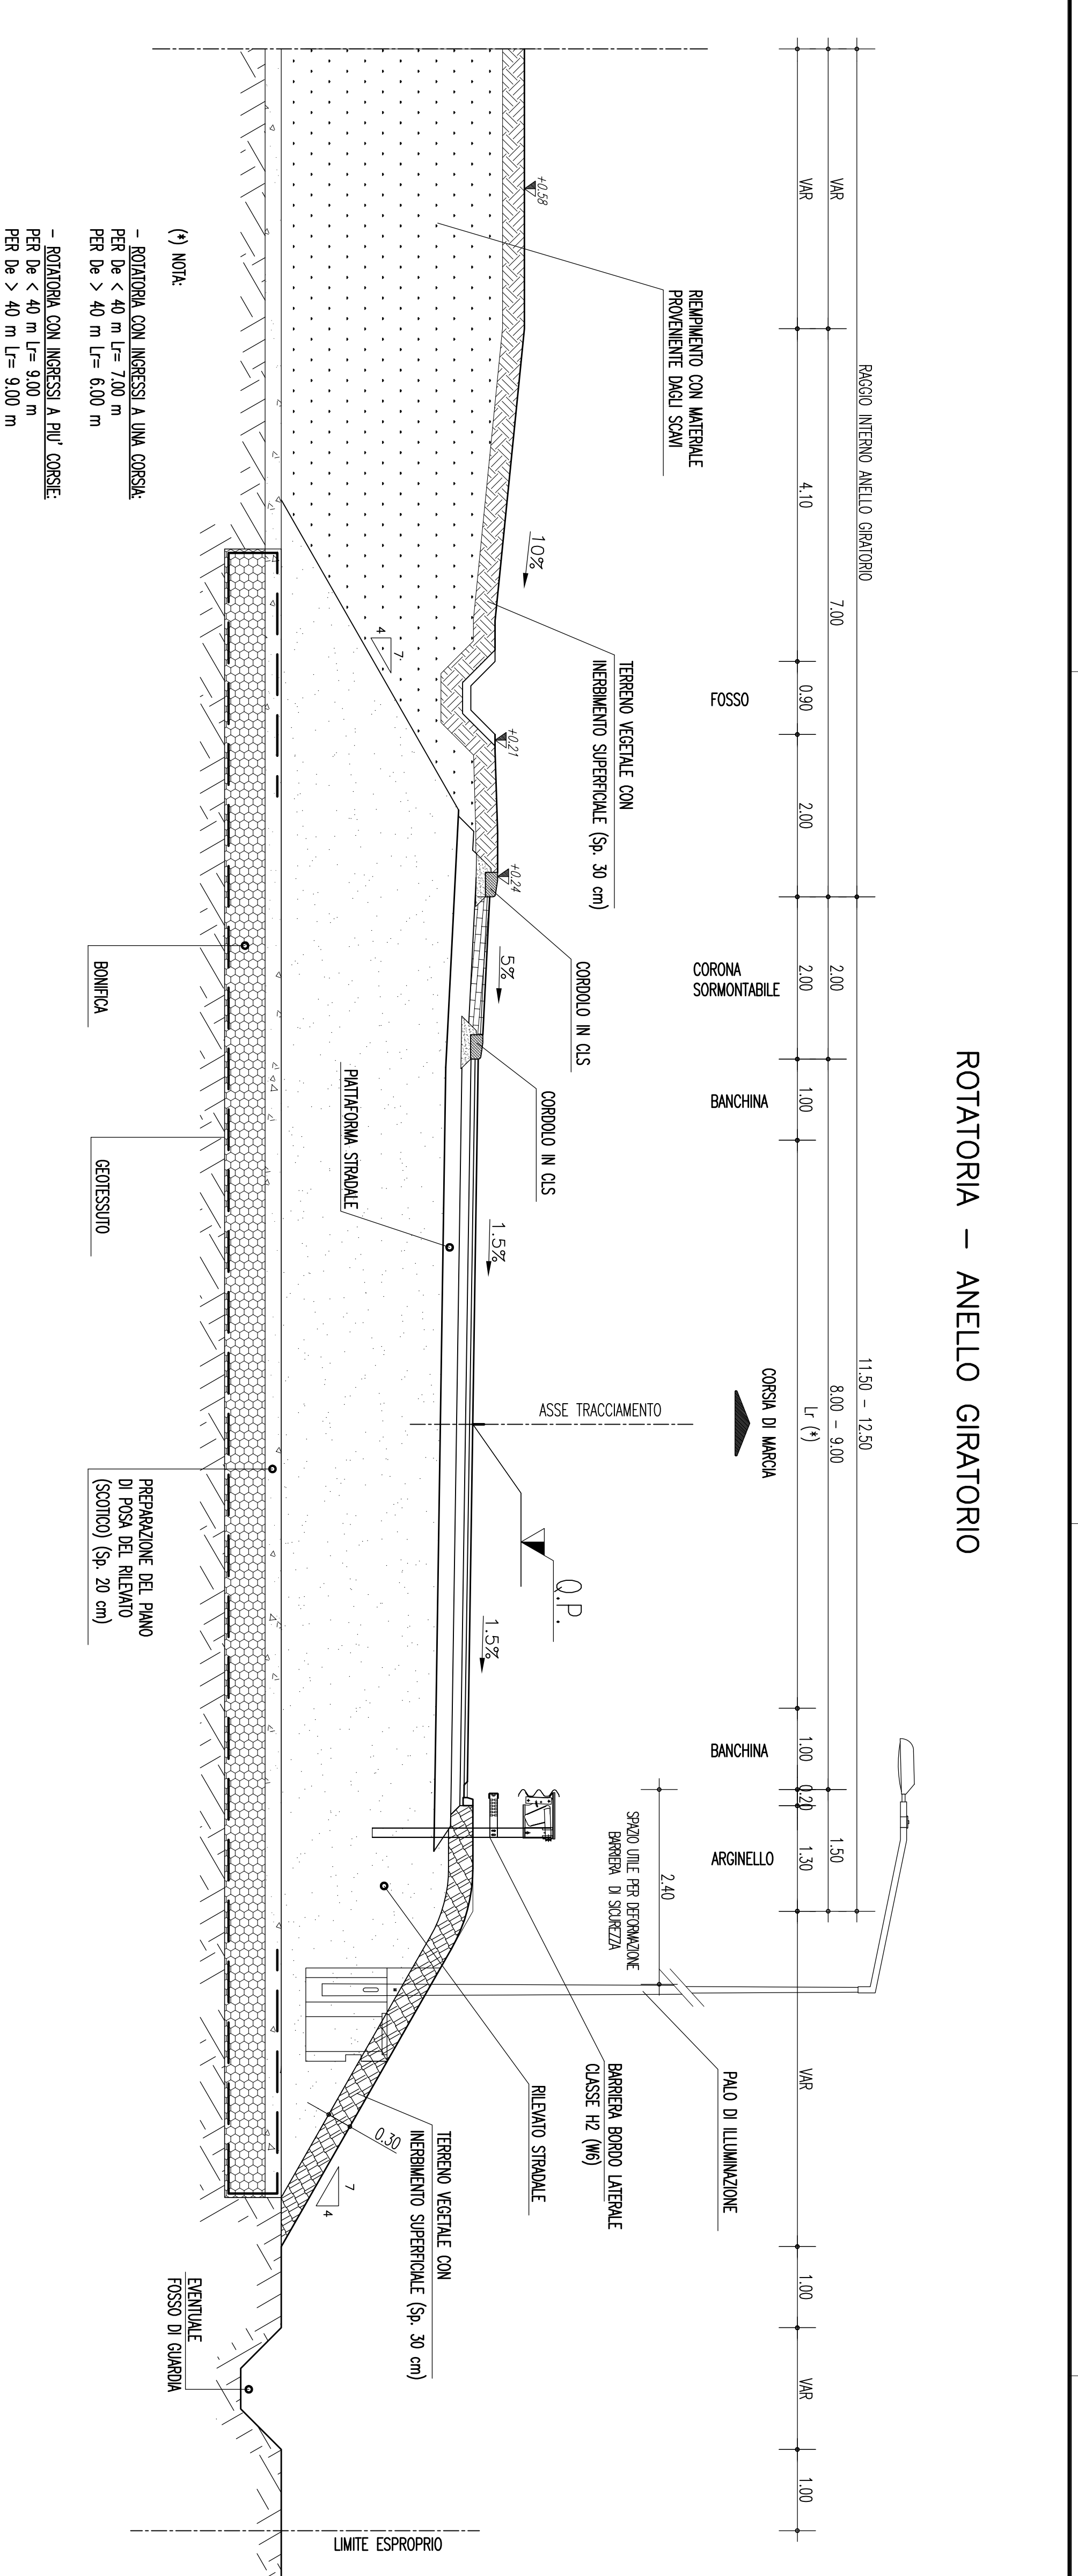 ROTATORIA – ANELLO GIRATORIO
RAGGIO INTERNO ANELLO GIRATORIO
11.50 – 12.50
VAR
7.00
2.00
8.00 – 9.00
1.50
VAR
4.10
0.90
2.00
2.00
1.00
Lr (*)
1.00
0.20
1.30
VAR
1.00
VAR
1.00
FOSSO
CORONA
SORMONTABILE
BANCHINA
CORSIA DI MARCIA
BANCHINA
ARGINELLO
2.40
SPAZIO UTILE PER DEFORMAZIONE
BARRIERA DI SICUREZZA
PALO DI ILLUMINAZIONE
RIEMPIMENTO CON MATERIALE
PROVENIENTE DAGLI SCAVI
TERRENO VEGETALE CON
INERBIMENTO SUPERFICIALE (Sp. 30 cm)
CORDOLO IN CLS
CORDOLO IN CLS
ASSE TRACCIAMENTO
Q.P.
BARRIERA BORDO LATERALE
CLASSE H2 (W6)
RILEVATO STRADALE
+0.58
10%
+0.21
+0.24
5%
1.5%
1.5%
7
4
PIATTAFORMA STRADALE
TERRENO VEGETALE CON
INERBIMENTO SUPERFICIALE (Sp. 30 cm)
0.30
7
4
LIMITE ESPROPRIO
EVENTUALE
FOSSO DI GUARDIA
BONIFICA
GEOTESSUTO
PREPARAZIONE DEL PIANO
DI POSA DEL RILEVATO
(SCOTICO) (Sp. 20 cm)
(*) NOTA:
– ROTATORIA CON INGRESSI A UNA CORSIA:
PER De < 40 m Lr= 7.00 m
PER De > 40 m Lr= 6.00 m
– ROTATORIA CON INGRESSI A PIU' CORSIE:
PER De < 40 m Lr= 9.00 m
PER De > 40 m Lr= 9.00 m